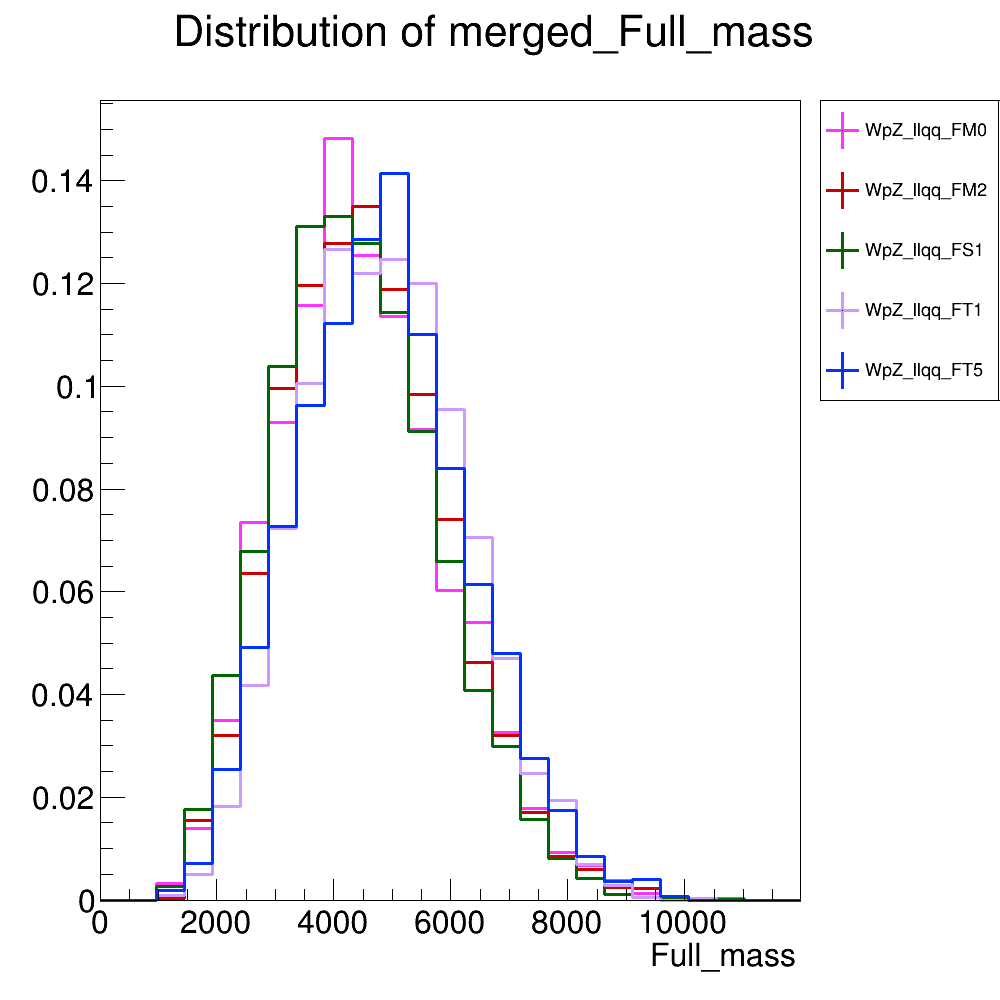 Distribution of merged_Full_mass
WpZ_llqq_FM0
WpZ_llqq_FM2
WpZ_llqq_FS1
WpZ_llqq_FT1
WpZ_llqq_FT5
0.14
0.12
0.1
0.08
0.06
0.04
0.02
0
0 2000 4000 6000 8000 10000
Full_mass